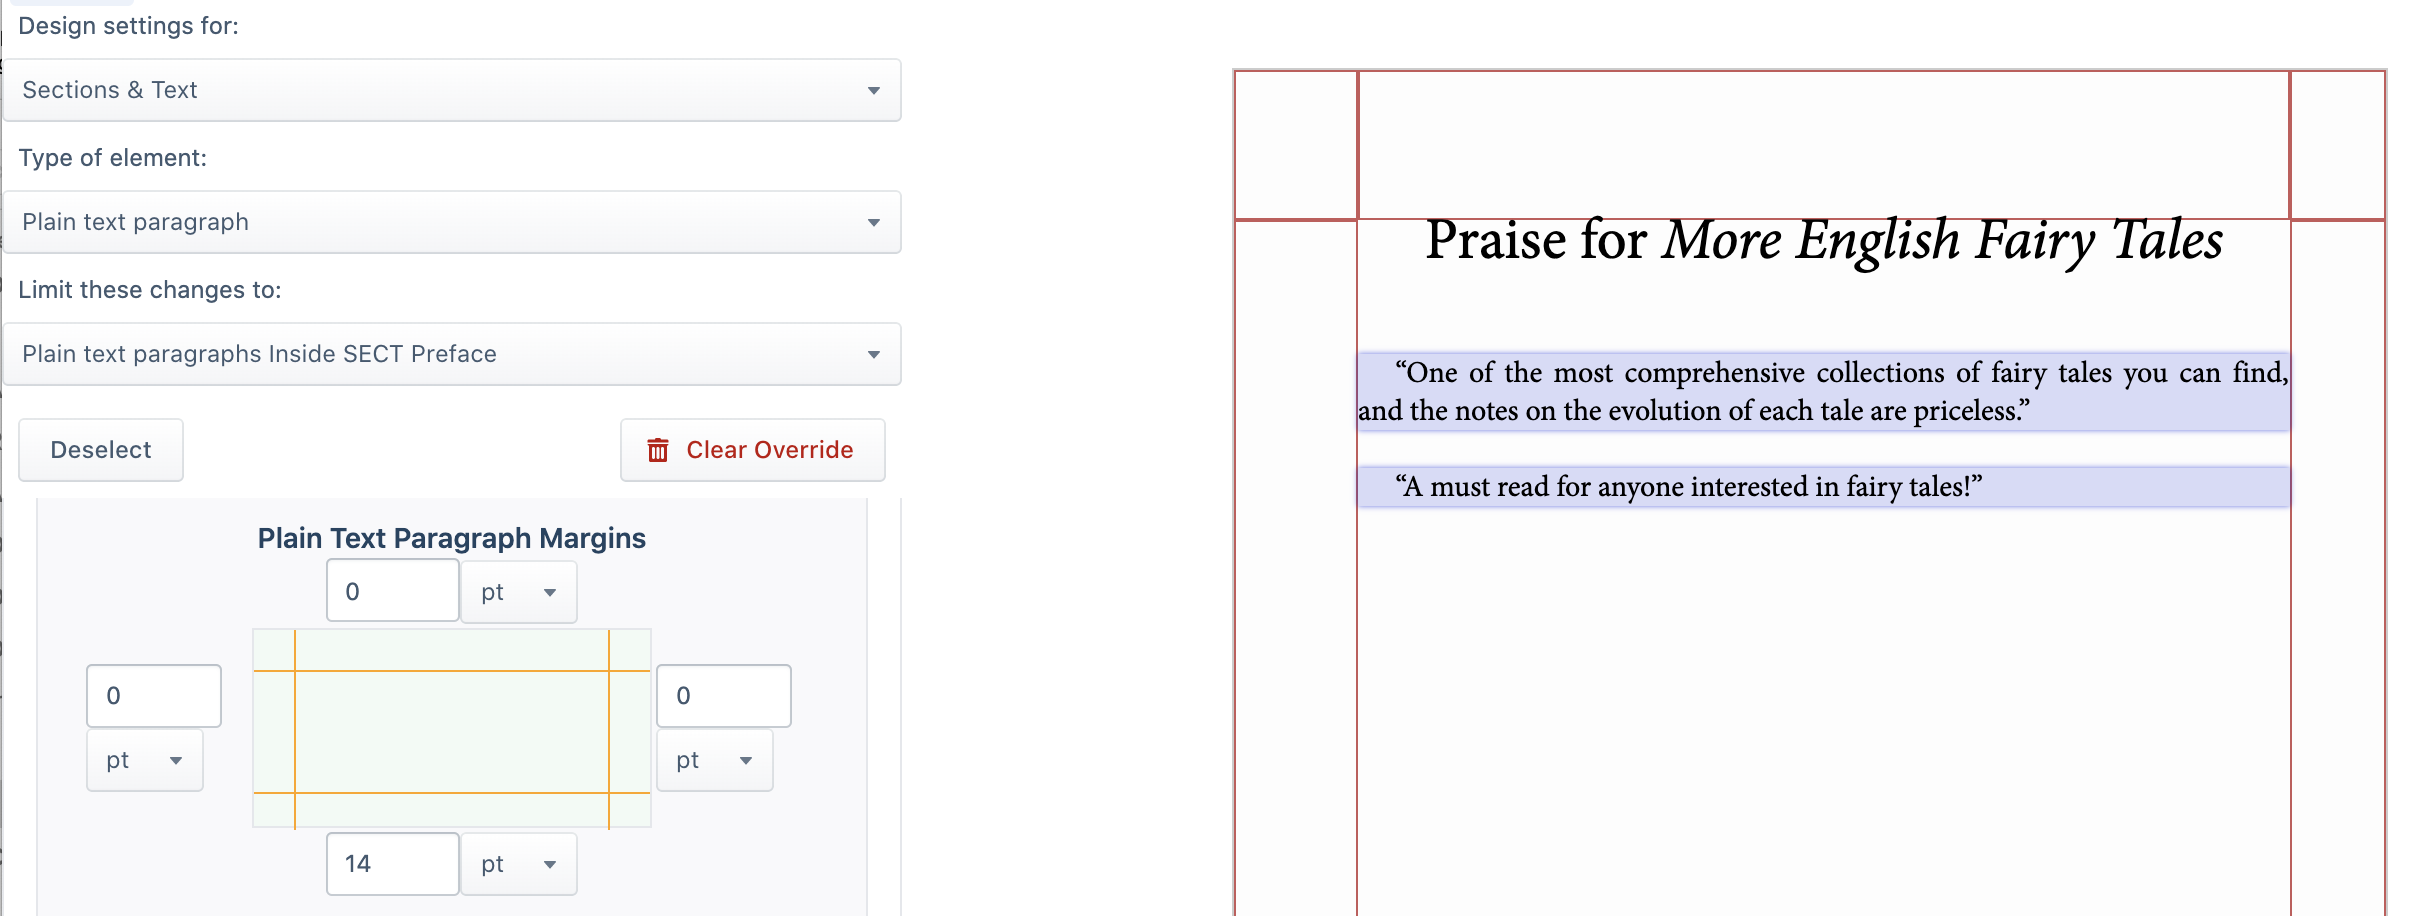 Design settings for:
Sections & Text
Type of element:
Plain text paragraph
Limit these changes to:
Plain text paragraphs Inside SECT Preface
Deselect
Clear Override
Plain Text Paragraph Margins
0 pt
0
pt
0
pt
14 pt
Praise for More English Fairy Tales
“One of the most comprehensive collections of fairy tales you can find,
and the notes on the evolution of each tale are priceless.”
“A must read for anyone interested in fairy tales!”